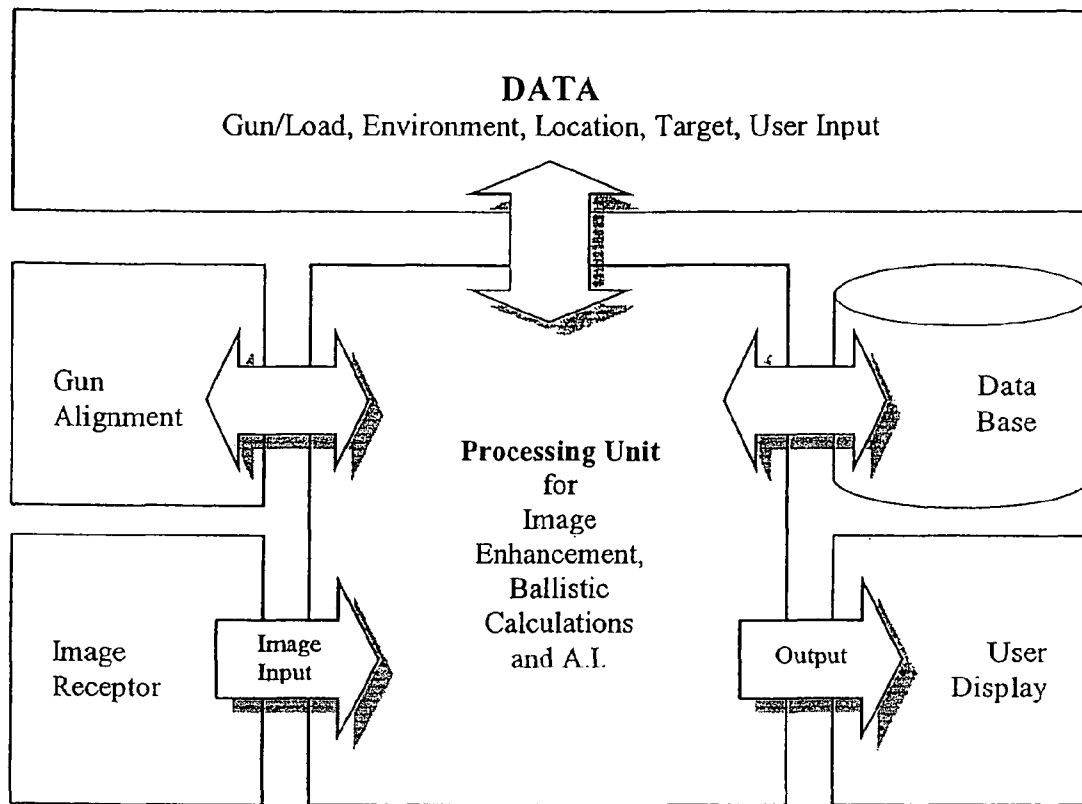 DATA
Gun/Load, Environment, Location, Target, User Input
Gun
Alignment
Data
Base
Processing Unit
for
Image
Enhancement,
Ballistic
Calculations
and A.I.
Image
Receptor
Image
Input
Output
User
Display